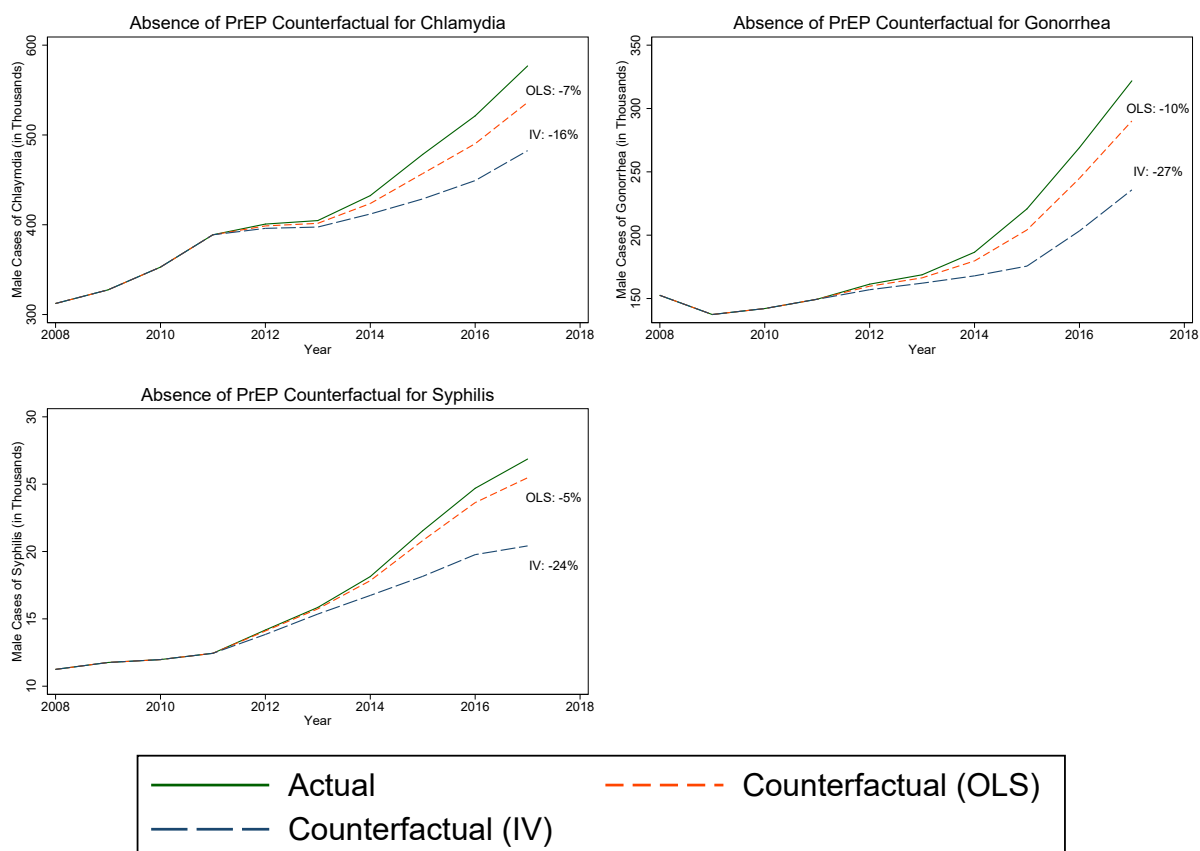 Absence of PrEP Counterfactual for Chlamydia
Male Cases of Chlaymdia (in Thousands)
600
500
400
300
OLS: -7%
IV: -16%
2008 2010 2012 2014 2016 2018
Year
Absence of PrEP Counterfactual for Gonorrhea
Male Cases of Gonorrhea (in Thousands)
350
300
250
200
150
OLS: -10%
IV: -27%
2008 2010 2012 2014 2016 2018
Year
Absence of PrEP Counterfactual for Syphilis
Male Cases of Syphilis (in Thousands)
30
25
20
15
10
OLS: -5%
IV: -24%
2008 2010 2012 2014 2016 2018
Year
Actual
Counterfactual (OLS)
Counterfactual (IV)